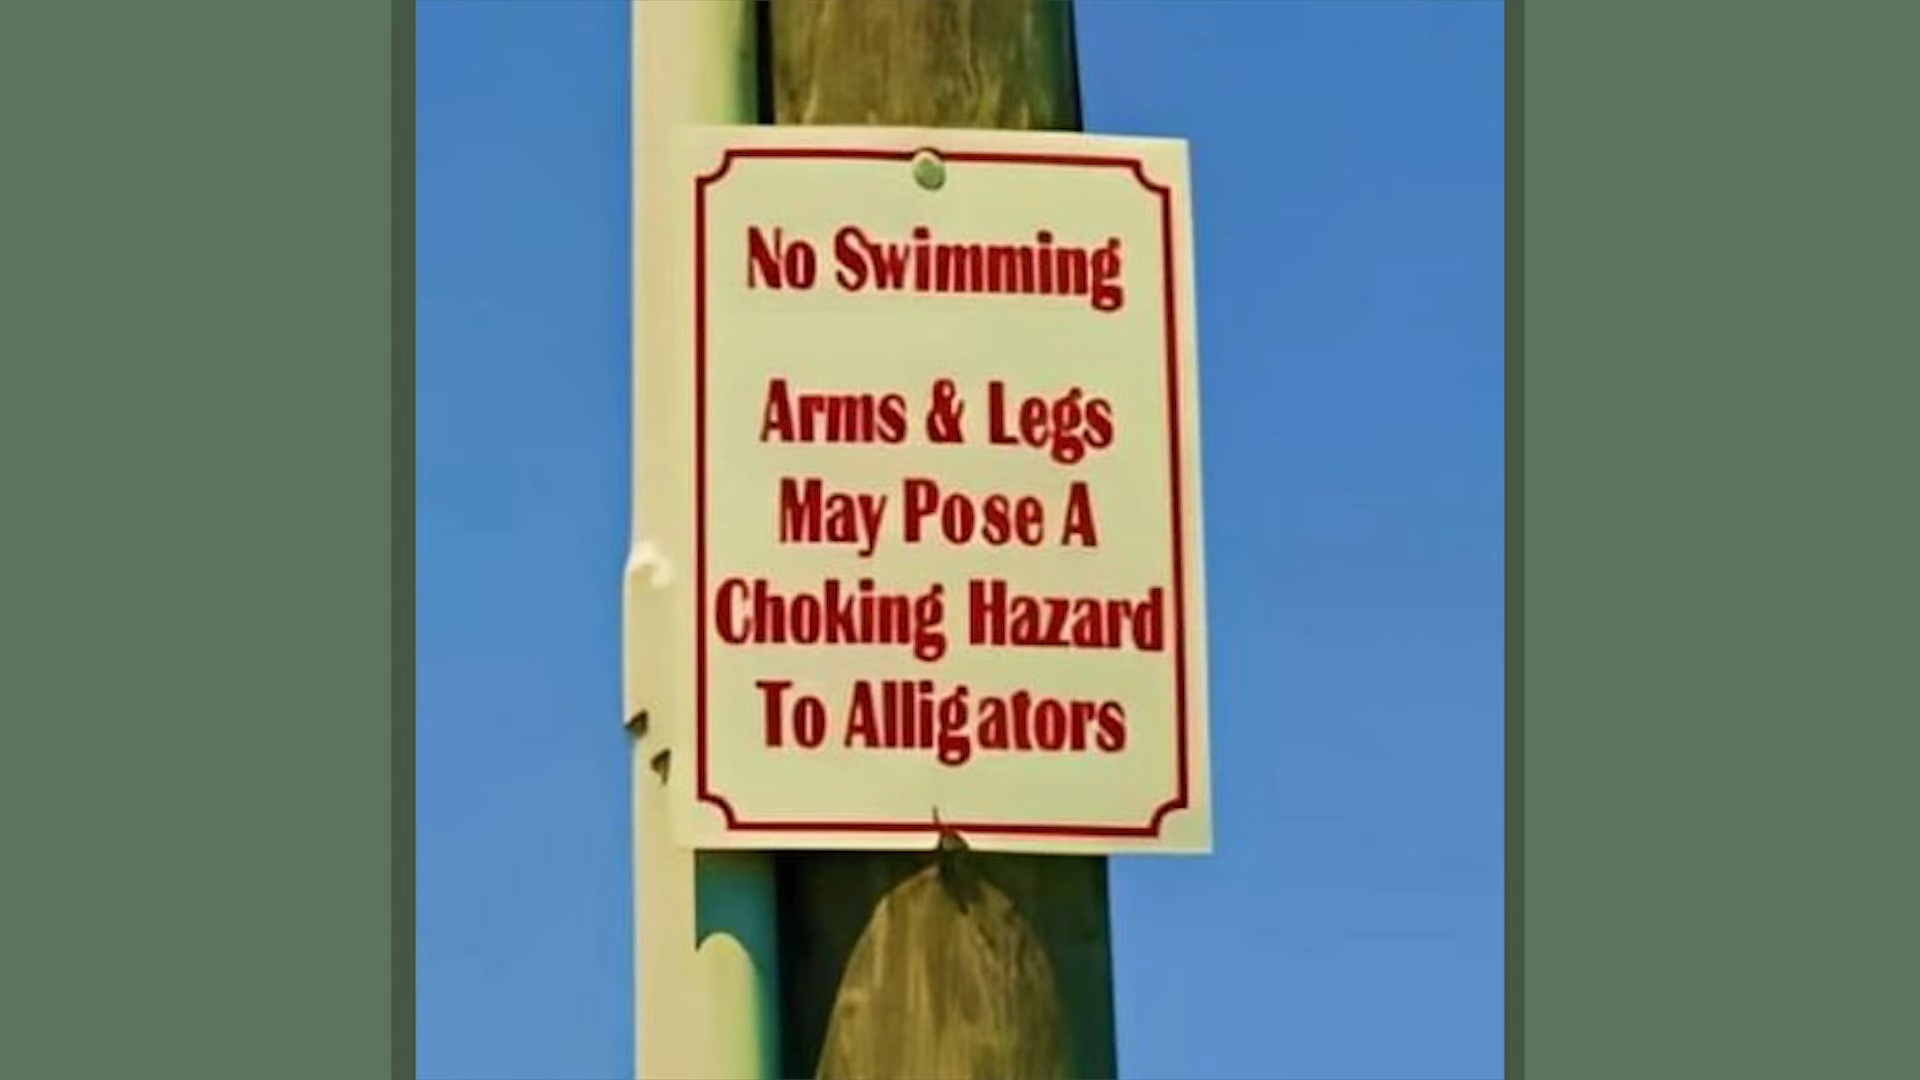 No Swimming
Arms & Legs
May Pose A
Choking Hazard
To Alligators